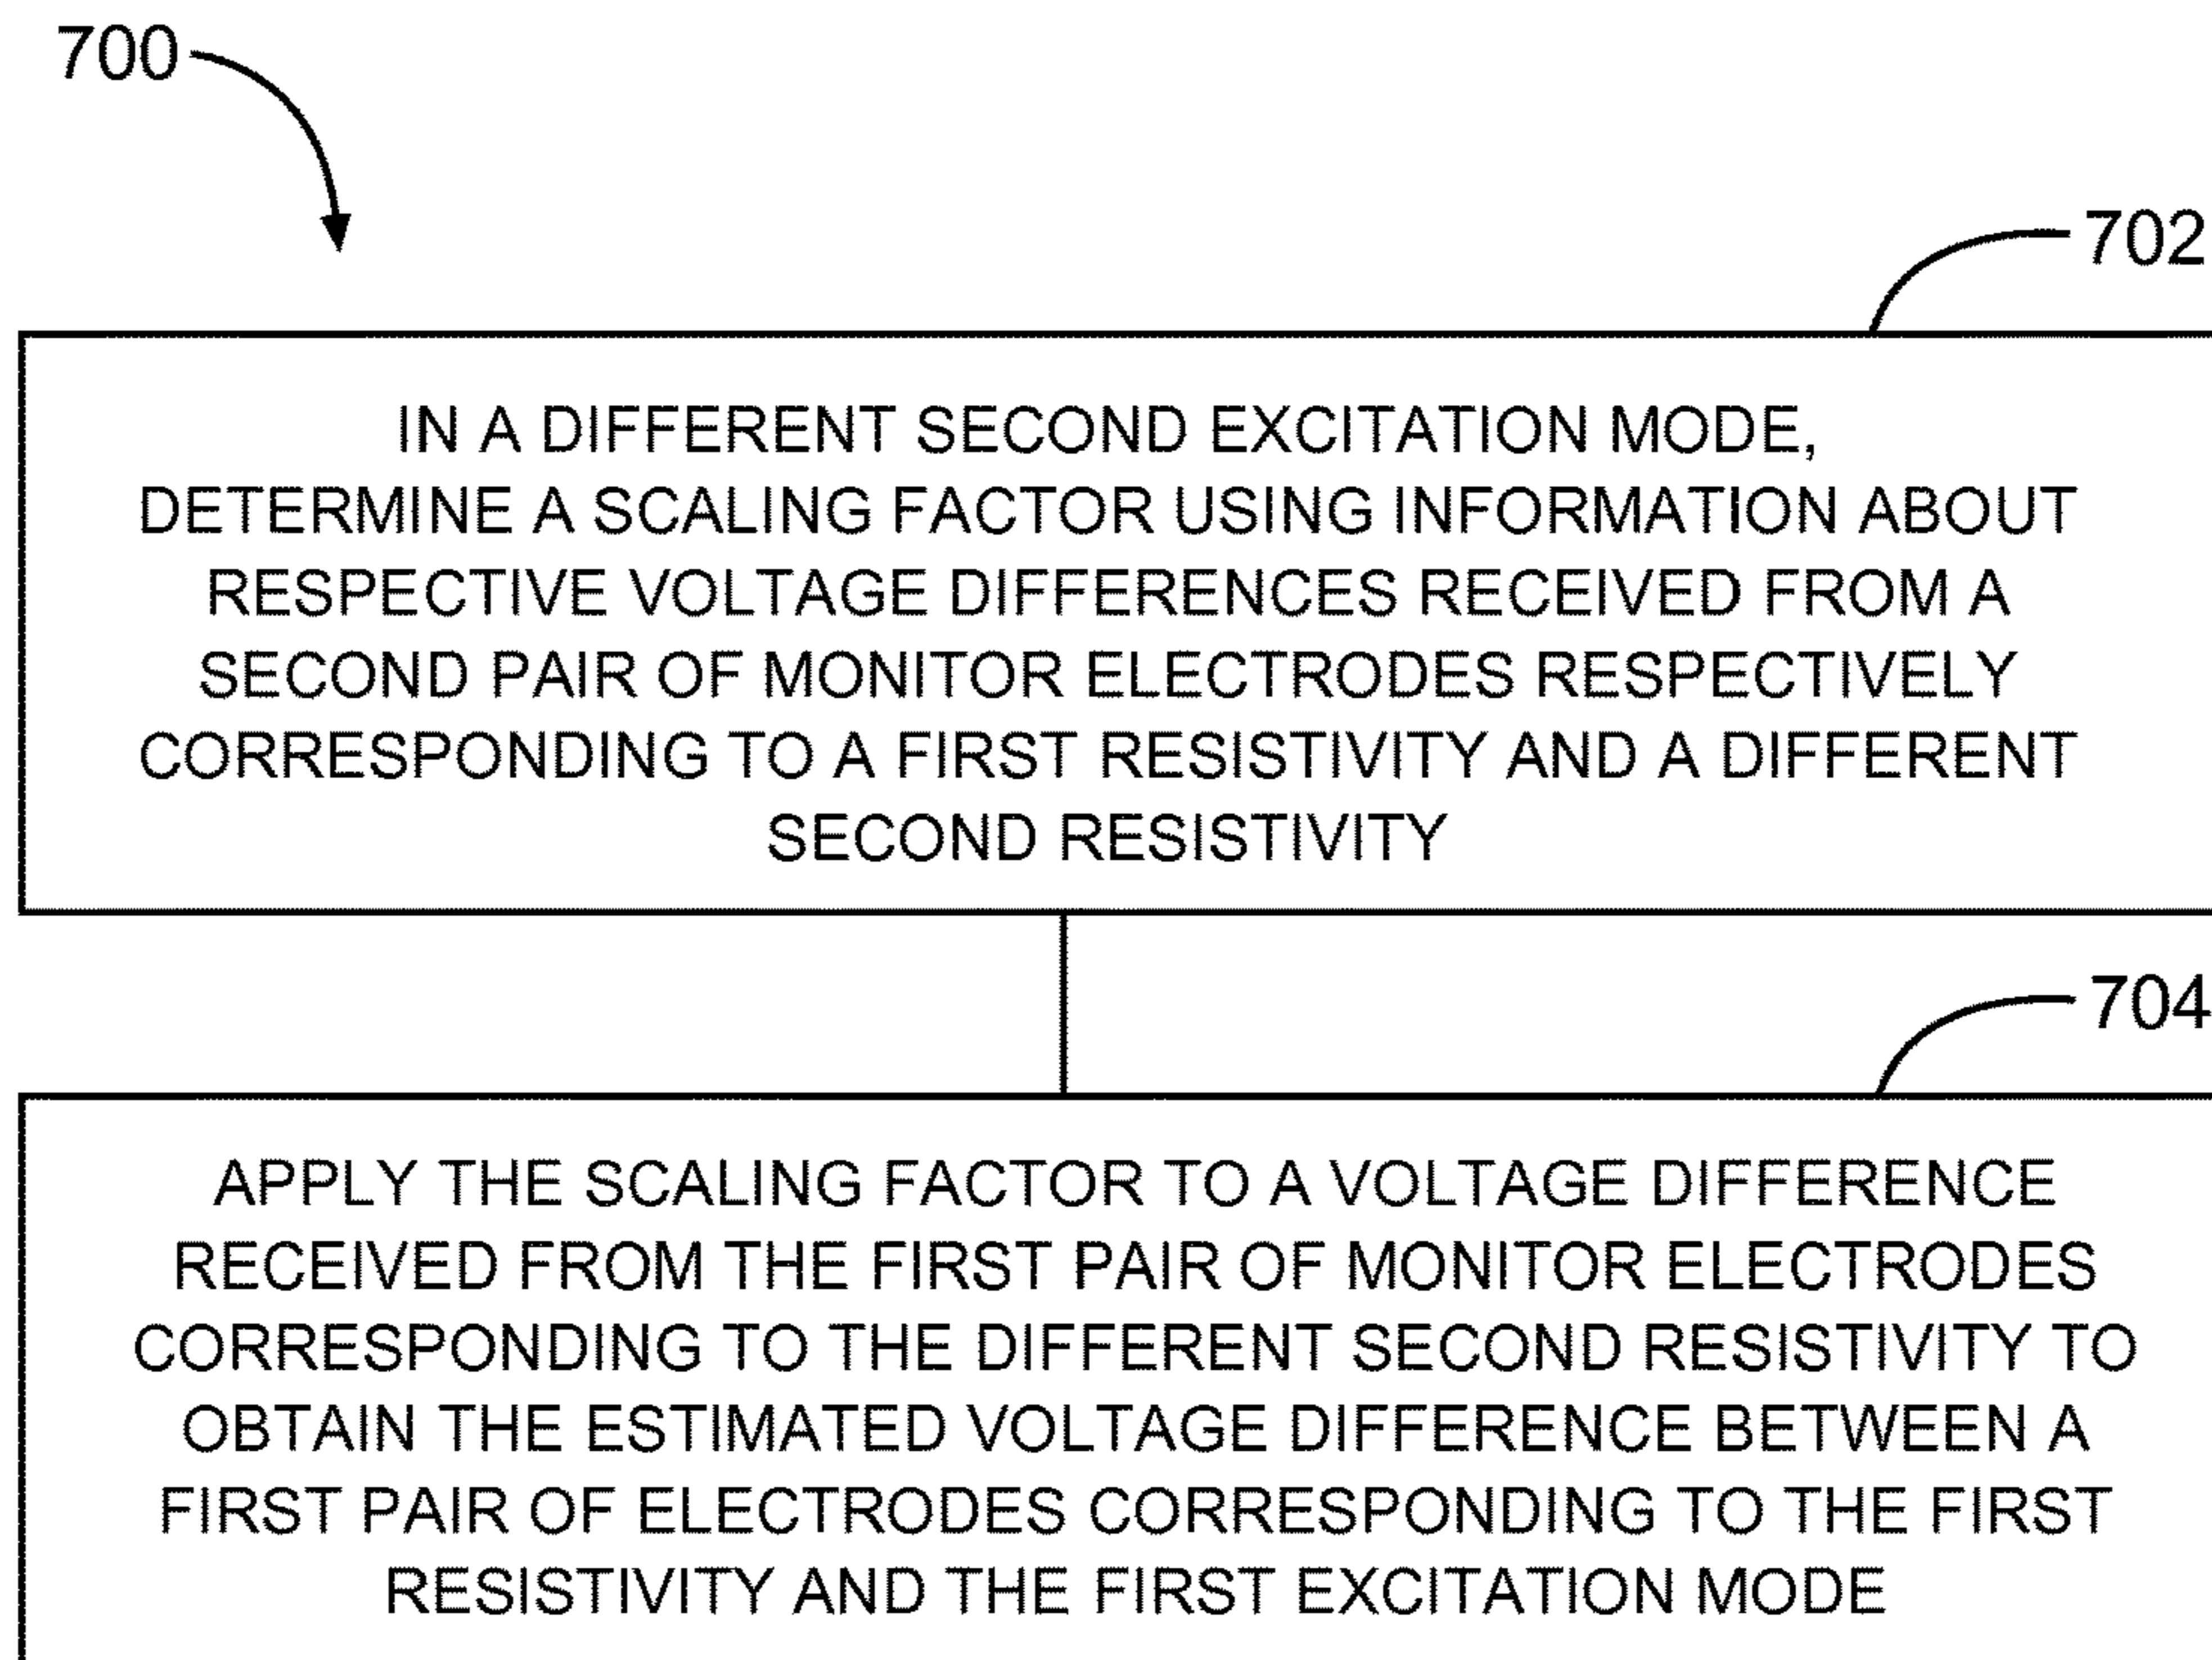 700
702
IN A DIFFERENT SECOND EXCITATION MODE,
DETERMINE A SCALING FACTOR USING INFORMATION ABOUT
RESPECTIVE VOLTAGE DIFFERENCES RECEIVED FROM A
SECOND PAIR OF MONITOR ELECTRODES RESPECTIVELY
CORRESPONDING TO A FIRST RESISTIVITY AND A DIFFERENT
SECOND RESISTIVITY
704
APPLY THE SCALING FACTOR TO A VOLTAGE DIFFERENCE
RECEIVED FROM THE FIRST PAIR OF MONITOR ELECTRODES
CORRESPONDING TO THE DIFFERENT SECOND RESISTIVITY TO
OBTAIN THE ESTIMATED VOLTAGE DIFFERENCE BETWEEN A
FIRST PAIR OF ELECTRODES CORRESPONDING TO THE FIRST
RESISTIVITY AND THE FIRST EXCITATION MODE